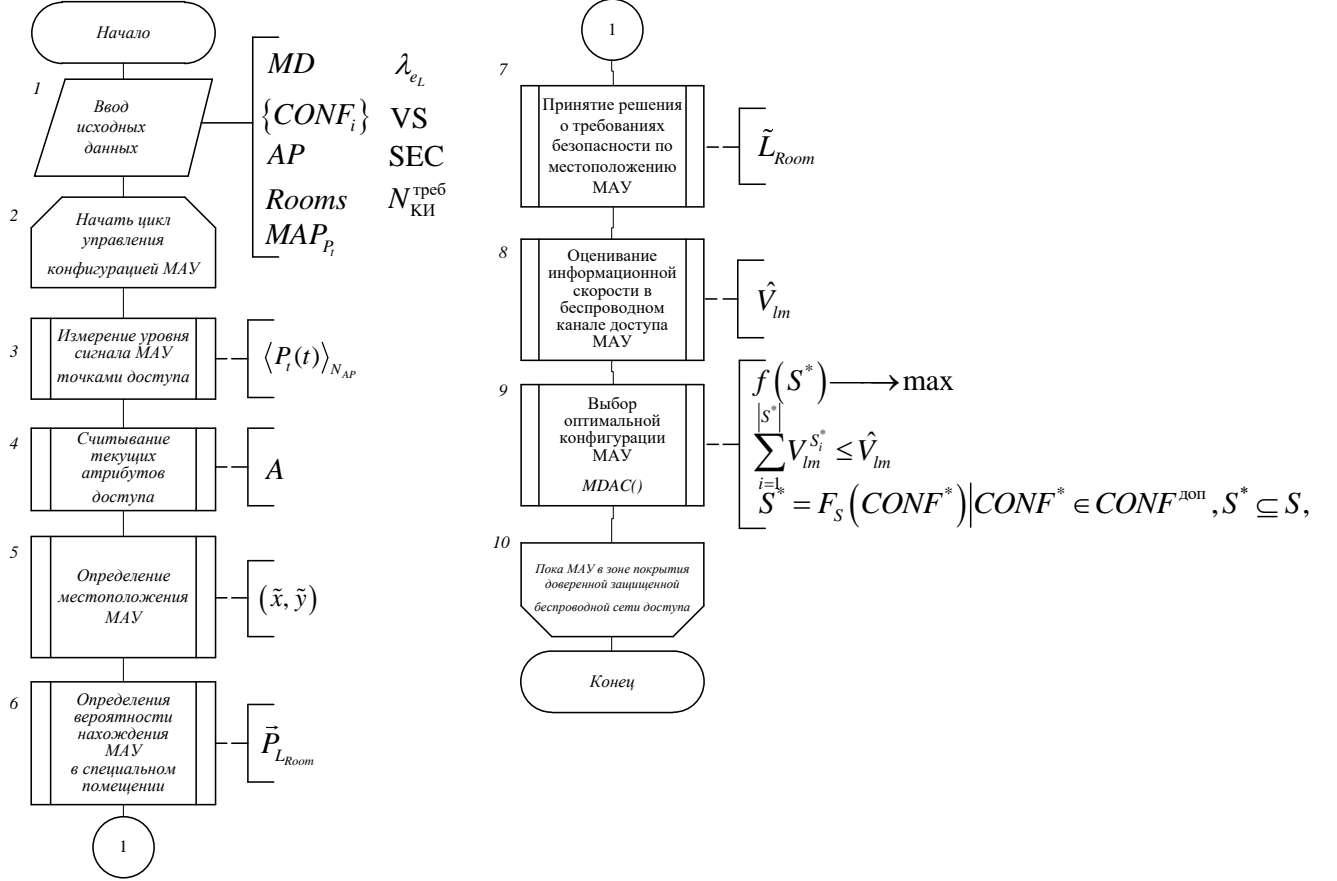 Начало
1
Ввод
исходных
данных
MD λ_{e_L}
{CONF_i} VS
AP SEC
Rooms N_{КИ}^{треб}
MAP_{P_t}
2
Начать цикл
управления
конфигурацией МАУ
3
Измерение уровня
сигнала МАУ
точками доступа
⟨P_t(t)⟩_{N_{AP}}
4
Считывание
текущих
атрибутов
доступа
A
5
Определение
местоположения
МАУ
(x̃, ỹ)
6
Определения
вероятности
нахождения
МАУ
в специальном
помещении
P⃗_{L_{Room}}
1
1
7
Принятие решения
о требованиях
безопасности по
местоположению
МАУ
L̃_{Room}
8
Оценивание
информационной
скорости в
беспроводном
канале доступа
МАУ
V̂_{lm}
9
Выбор
оптимальной
конфигурации
МАУ
MDAC()
f(S^*)⟶max
∑_{i=1}^{|S^*|} V_{lm}^{S_i^*} ≤ V̂_{lm}
S^* = F_S(CONF^*)|CONF^* ∈ CONF^{доп}, S^* ⊆ S,
10
Пока МАУ в зоне покрытия
доверенной защищенной
беспроводной сети доступа
Конец